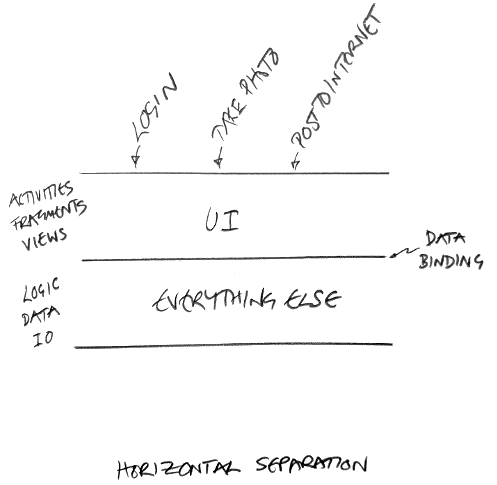 LOGIN
TAKE PHOTO
POST TO INTERNET
ACTIVITIES
FRAGMENTS
VIEWS
UI
DATA
BINDING
LOGIC
DATA
IO
EVERYTHING ELSE
HORIZONTAL SEPARATION